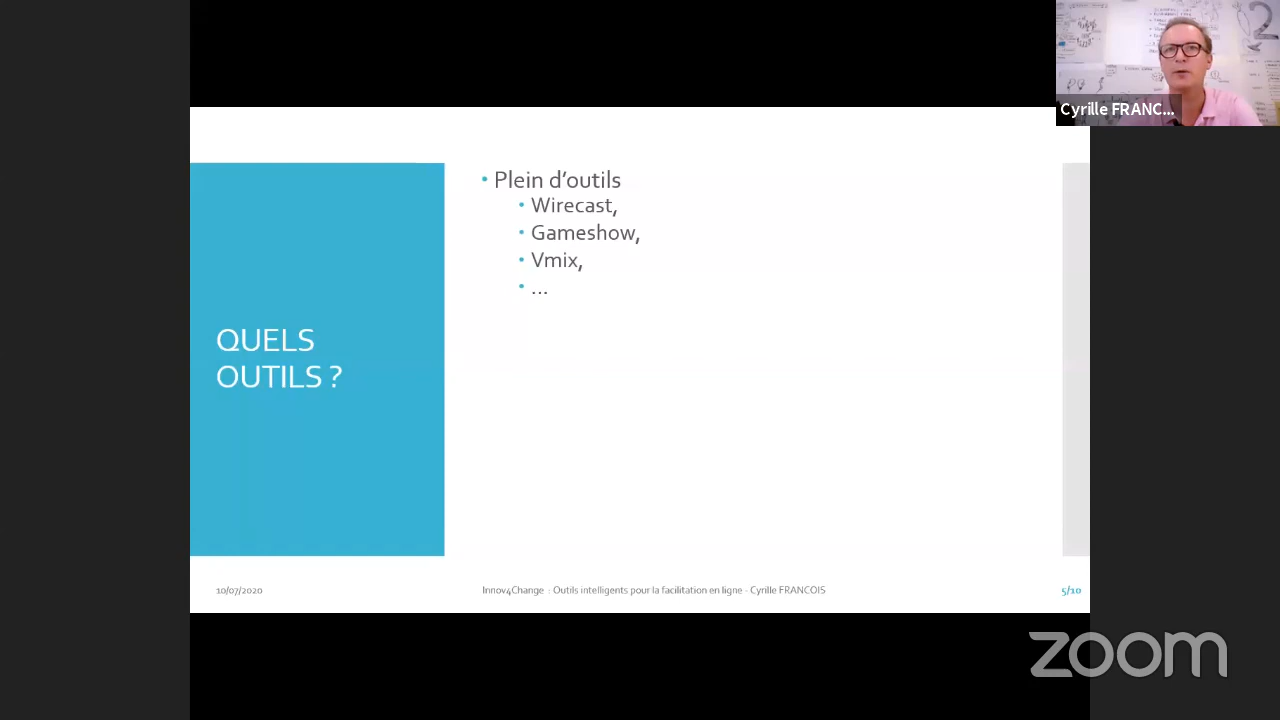 Cyrille FRANC...
• Plein d’outils
• Wirecast,
• Gameshow,
• Vmix,
• ...
QUELS
OUTILS ?
10/07/2020
Innov4Change : Outils intelligents pour la facilitation en ligne - Cyrille FRANCOIS
5/10
zoom